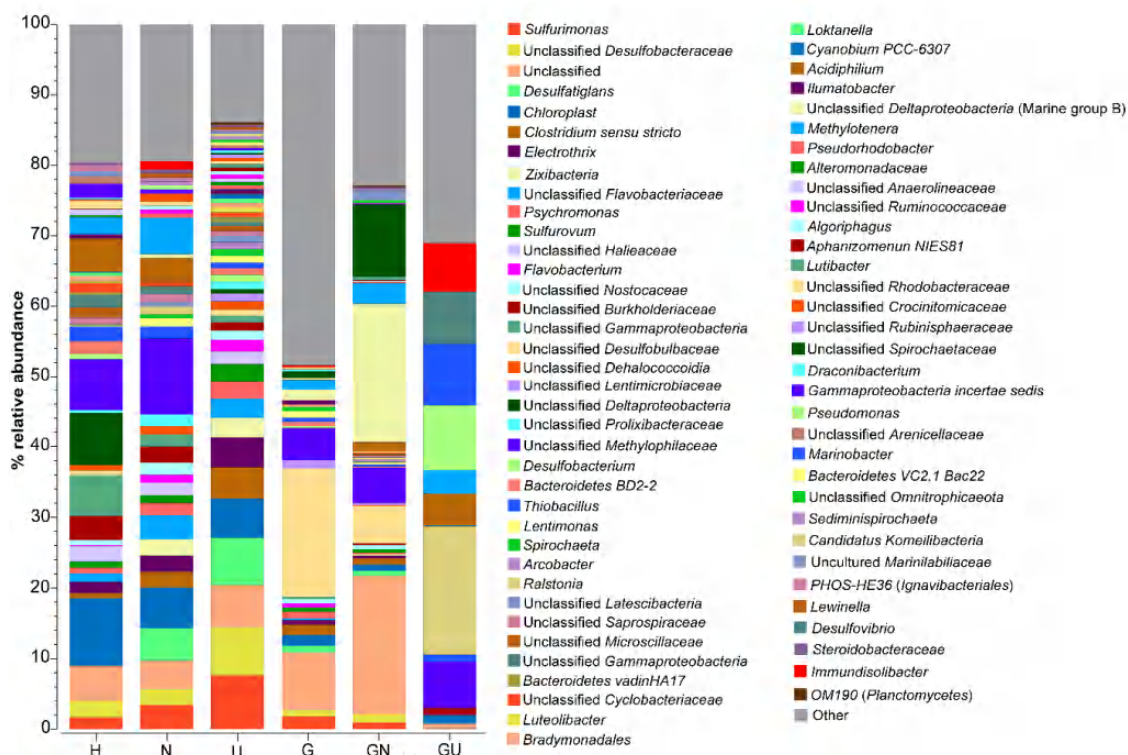 100
90
80
70
60
50
40
30
20
10
0
% relative abundance
H N U G GN GU
Sulfurimonas
Unclassified Desulfobacteraceae
Unclassified
Desulfatiglans
Chloroplast
Clostridium sensu stricto
Electrothrix
Zixibacteria
Unclassified Flavobacteriaceae
Psychromonas
Sulfurovum
Unclassified Halieaceae
Flavobacterium
Unclassified Nostocaceae
Unclassified Burkholderiaceae
Unclassified Gammaproteobacteria
Unclassified Desulfobulbaceae
Unclassified Dehalococcoidia
Unclassified Lentimicrobiaceae
Unclassified Deltaproteobacteria
Unclassified Prolixibacteraceae
Unclassified Methylophilaceae
Desulfobacterium
Bacteroidetes BD2-2
Thiobacillus
Lentimonas
Spirochaeta
Arcobacter
Ralstonia
Unclassified Latescibacteria
Unclassified Saprospiraceae
Unclassified Microscillaceae
Unclassified Gammaproteobacteria
Bacteroidetes vadinHA17
Unclassified Cyclobacteriaceae
Luteolibacter
Bradymonadales
Loktanella
Cyanobium PCC-6307
Acidiphilium
Ilumatobacter
Unclassified Deltaproteobacteria (Marine group B)
Methylotenera
Pseudorhodobacter
Alteromonadaceae
Unclassified Anaerolineaceae
Unclassified Ruminococcaceae
Algoriphagus
Aphanizomenun NIES81
Lutibacter
Unclassified Rhodobacteraceae
Unclassified Crocinitomicaceae
Unclassified Rubinisphaeraceae
Unclassified Spirochaetaceae
Draconibacterium
Gammaproteobacteria incertae sedis
Pseudomonas
Unclassified Arenicellaceae
Marinobacter
Bacteroidetes VC2.1 Bac22
Unclassified Omnitrophicaeota
Sediminispirochaeta
Candidatus Komeilibacteria
Uncultured Marinilabiliaceae
PHOS-HE36 (Ignavibacteriales)
Lewinella
Desulfovibrio
Steroidobacteraceae
Immundisolibacter
OM190 (Planctomycetes)
Other